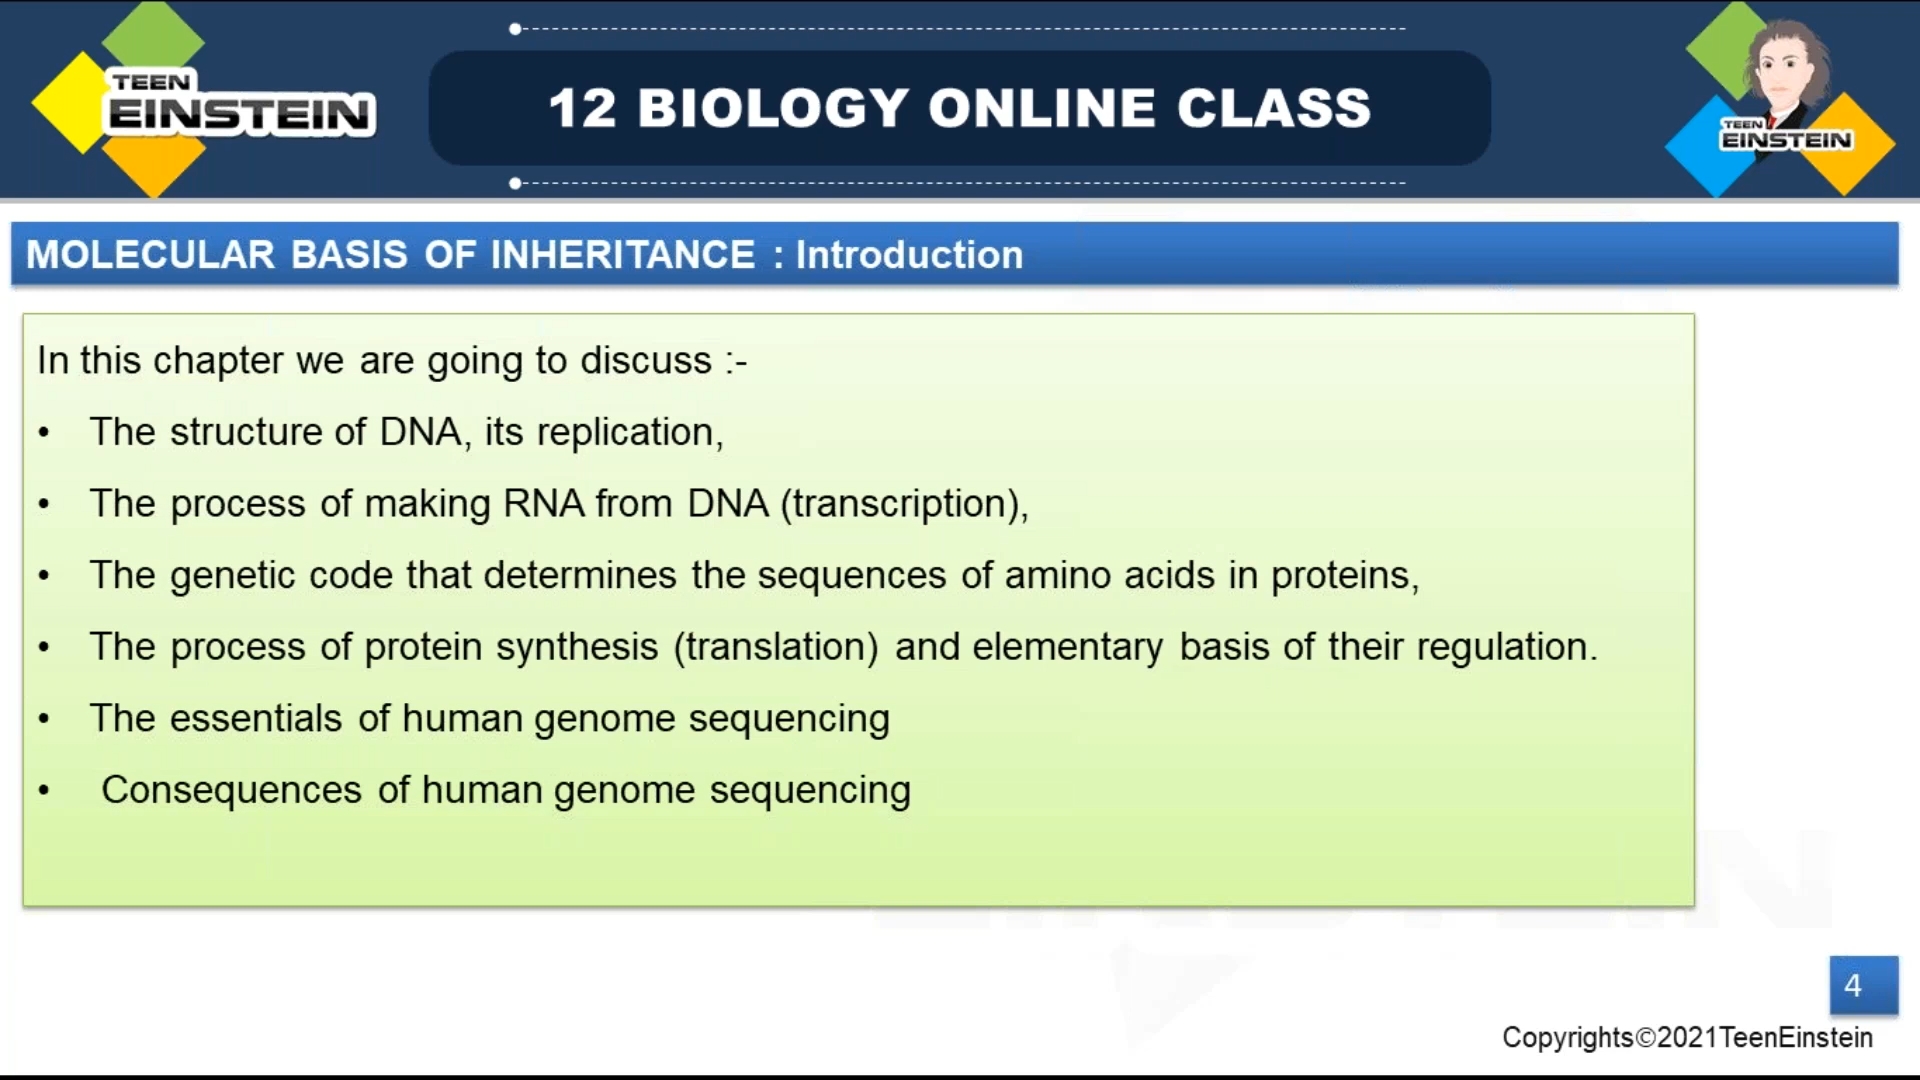 TEEN
EINSTEIN
12 BIOLOGY ONLINE CLASS
TEEN
EINSTEIN
MOLECULAR BASIS OF INHERITANCE : Introduction
In this chapter we are going to discuss :-
• The structure of DNA, its replication,
• The process of making RNA from DNA (transcription),
• The genetic code that determines the sequences of amino acids in proteins,
• The process of protein synthesis (translation) and elementary basis of their regulation.
• The essentials of human genome sequencing
• Consequences of human genome sequencing
EINSTEIN
4
Copyrights©2021TeenEinstein